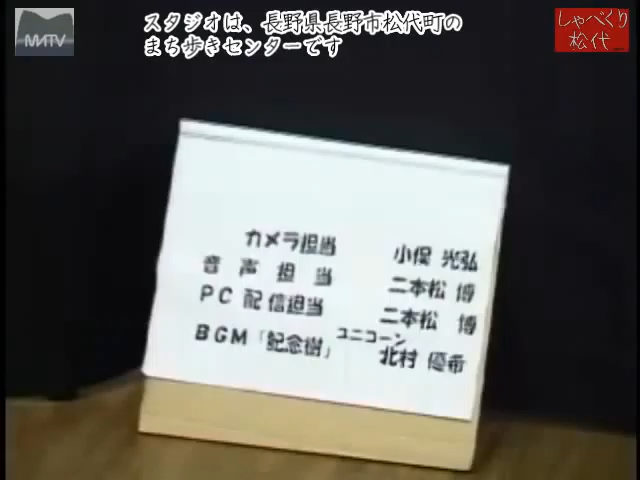 MATV
スタジオは、長野県長野市松代町の
まち歩きセンターです
しゃべくり
松代
カメラ担当 小俣 光弘
音声担当 二本松 博
PC配信担当 二本松 博
ユニコーン
BGM「記念樹」 北村 優希